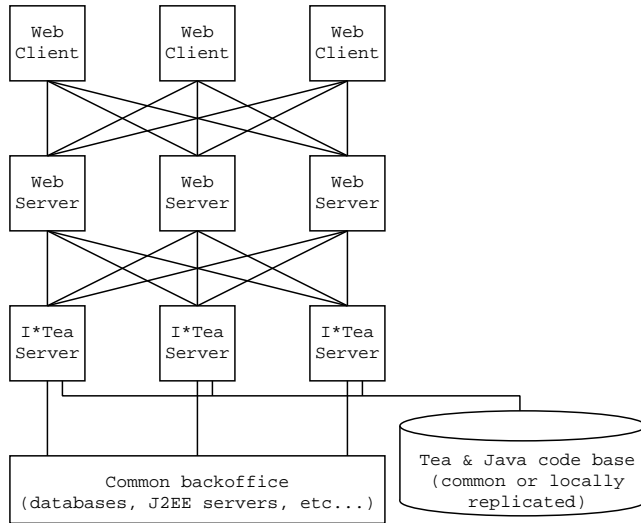 Web
Client
Web
Client
Web
Client
Web
Server
Web
Server
Web
Server
I*Tea
Server
I*Tea
Server
I*Tea
Server
Common backoffice
(databases, J2EE servers, etc...)
Tea & Java code base
(common or locally
replicated)